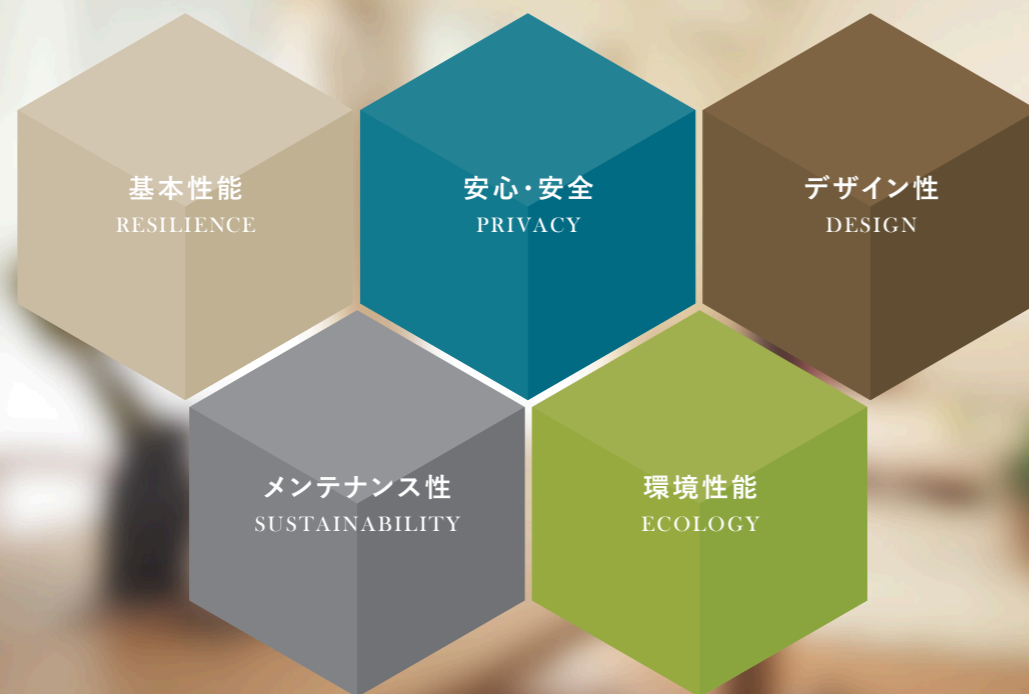 基本性能
RESILIENCE
安心・安全
PRIVACY
デザイン性
DESIGN
メンテナンス性
SUSTAINABILITY
環境性能
ECOLOGY